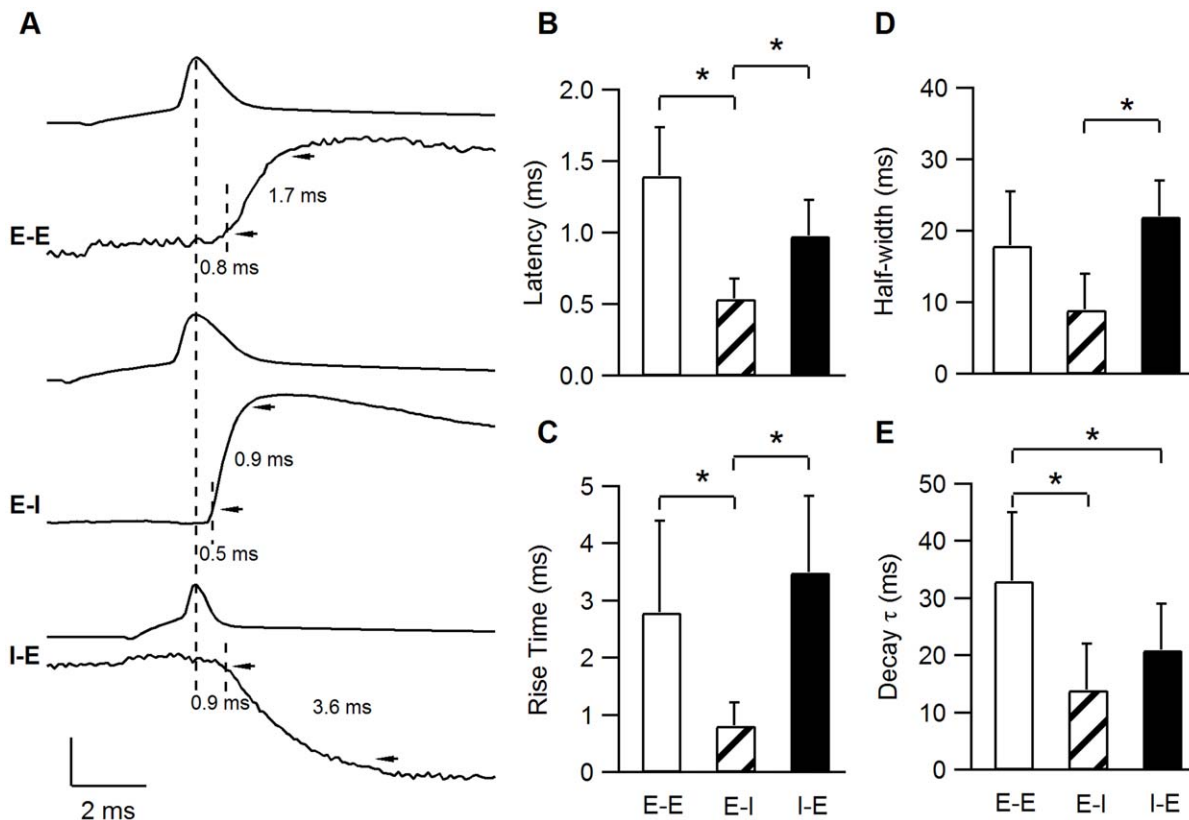 A
E-E
1.7 ms
0.8 ms
E-I
0.9 ms
0.5 ms
I-E
0.9 ms
3.6 ms
2 ms
B
*
*
Latency (ms)
2.0
1.5
1.0
0.5
0.0
C
*
*
Rise Time (ms)
5
4
3
2
1
0
E-E
E-I
I-E
D
*
Half-width (ms)
40
30
20
10
0
E
*
*
Decay τ (ms)
50
40
30
20
10
0
E-E
E-I
I-E